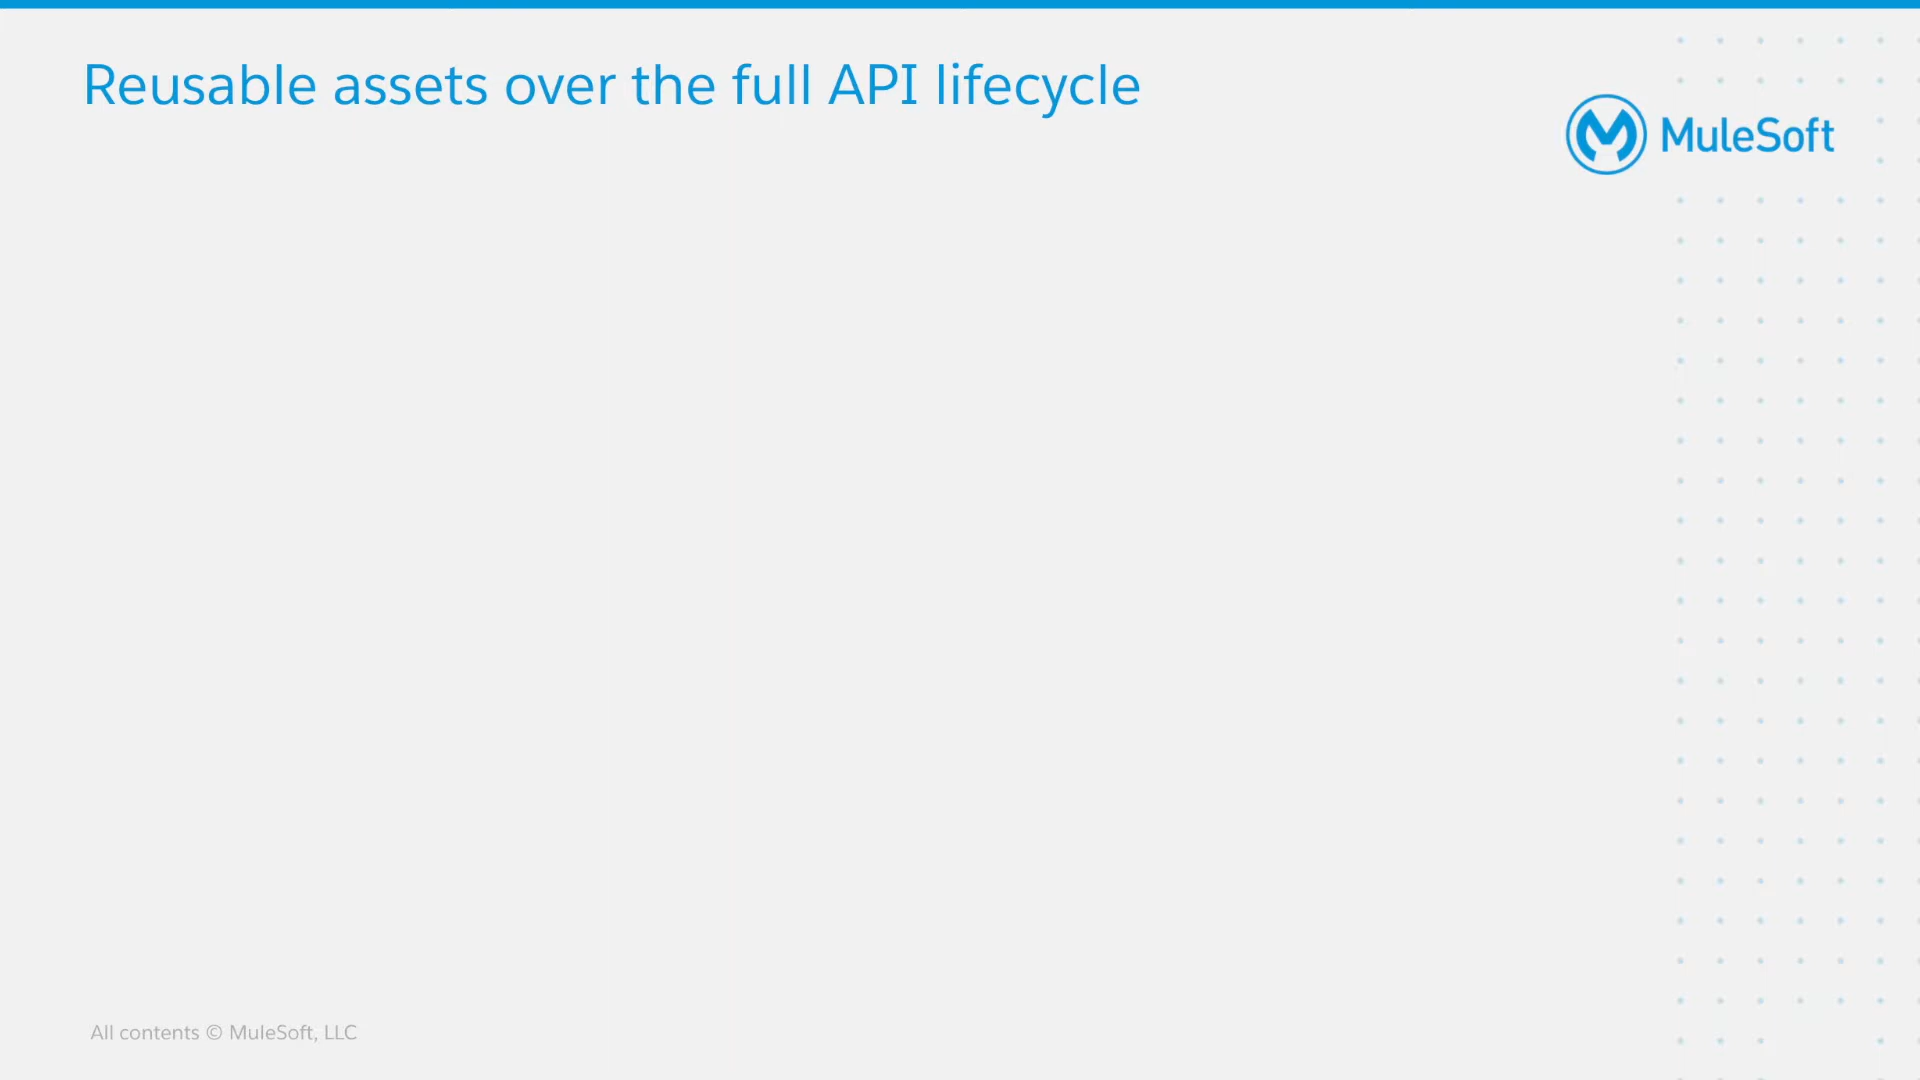 Reusable assets over the full API lifecycle
MuleSoft
All contents © MuleSoft, LLC